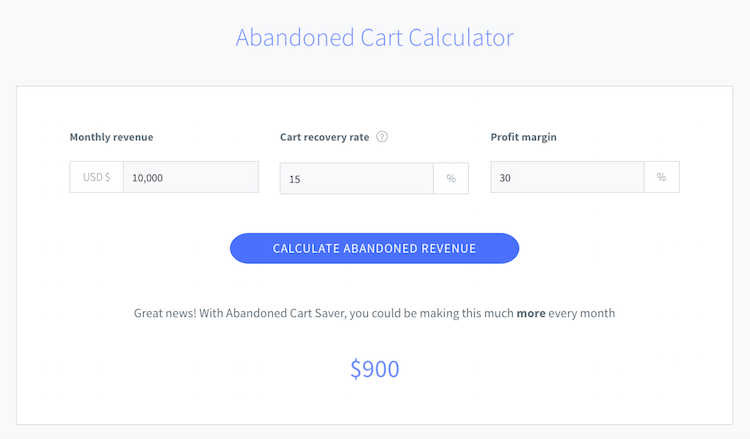 Abandoned Cart Calculator
Monthly revenue Cart recovery rate ? Profit margin
USD $ 10,000 15 % 30 %
CALCULATE ABANDONED REVENUE
Great news! With Abandoned Cart Saver, you could be making this much more every month
$900